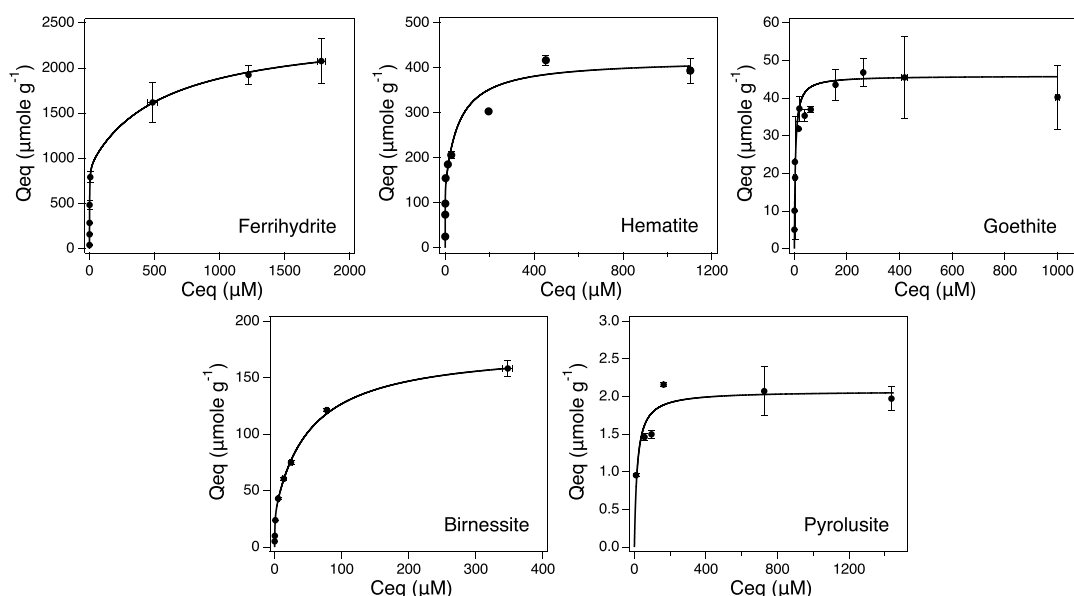 2500
2000
1500
1000
500
0
Qeq (µmole g⁻¹)
Ferrihydrite
0 500 1000 1500 2000
Ceq (µM)
500
400
300
200
100
0
Qeq (µmole g⁻¹)
Hematite
0 400 800 1200
Ceq (µM)
60
50
40
30
20
10
0
Qeq (µmole g⁻¹)
Goethite
0 200 400 600 800 1000
Ceq (µM)
200
150
100
50
0
Qeq (µmole g⁻¹)
Birnessite
0 100 200 300 400
Ceq (µM)
3.0
2.5
2.0
1.5
1.0
0.5
0.0
Qeq (µmole g⁻¹)
Pyrolusite
0 400 800 1200
Ceq (µM)